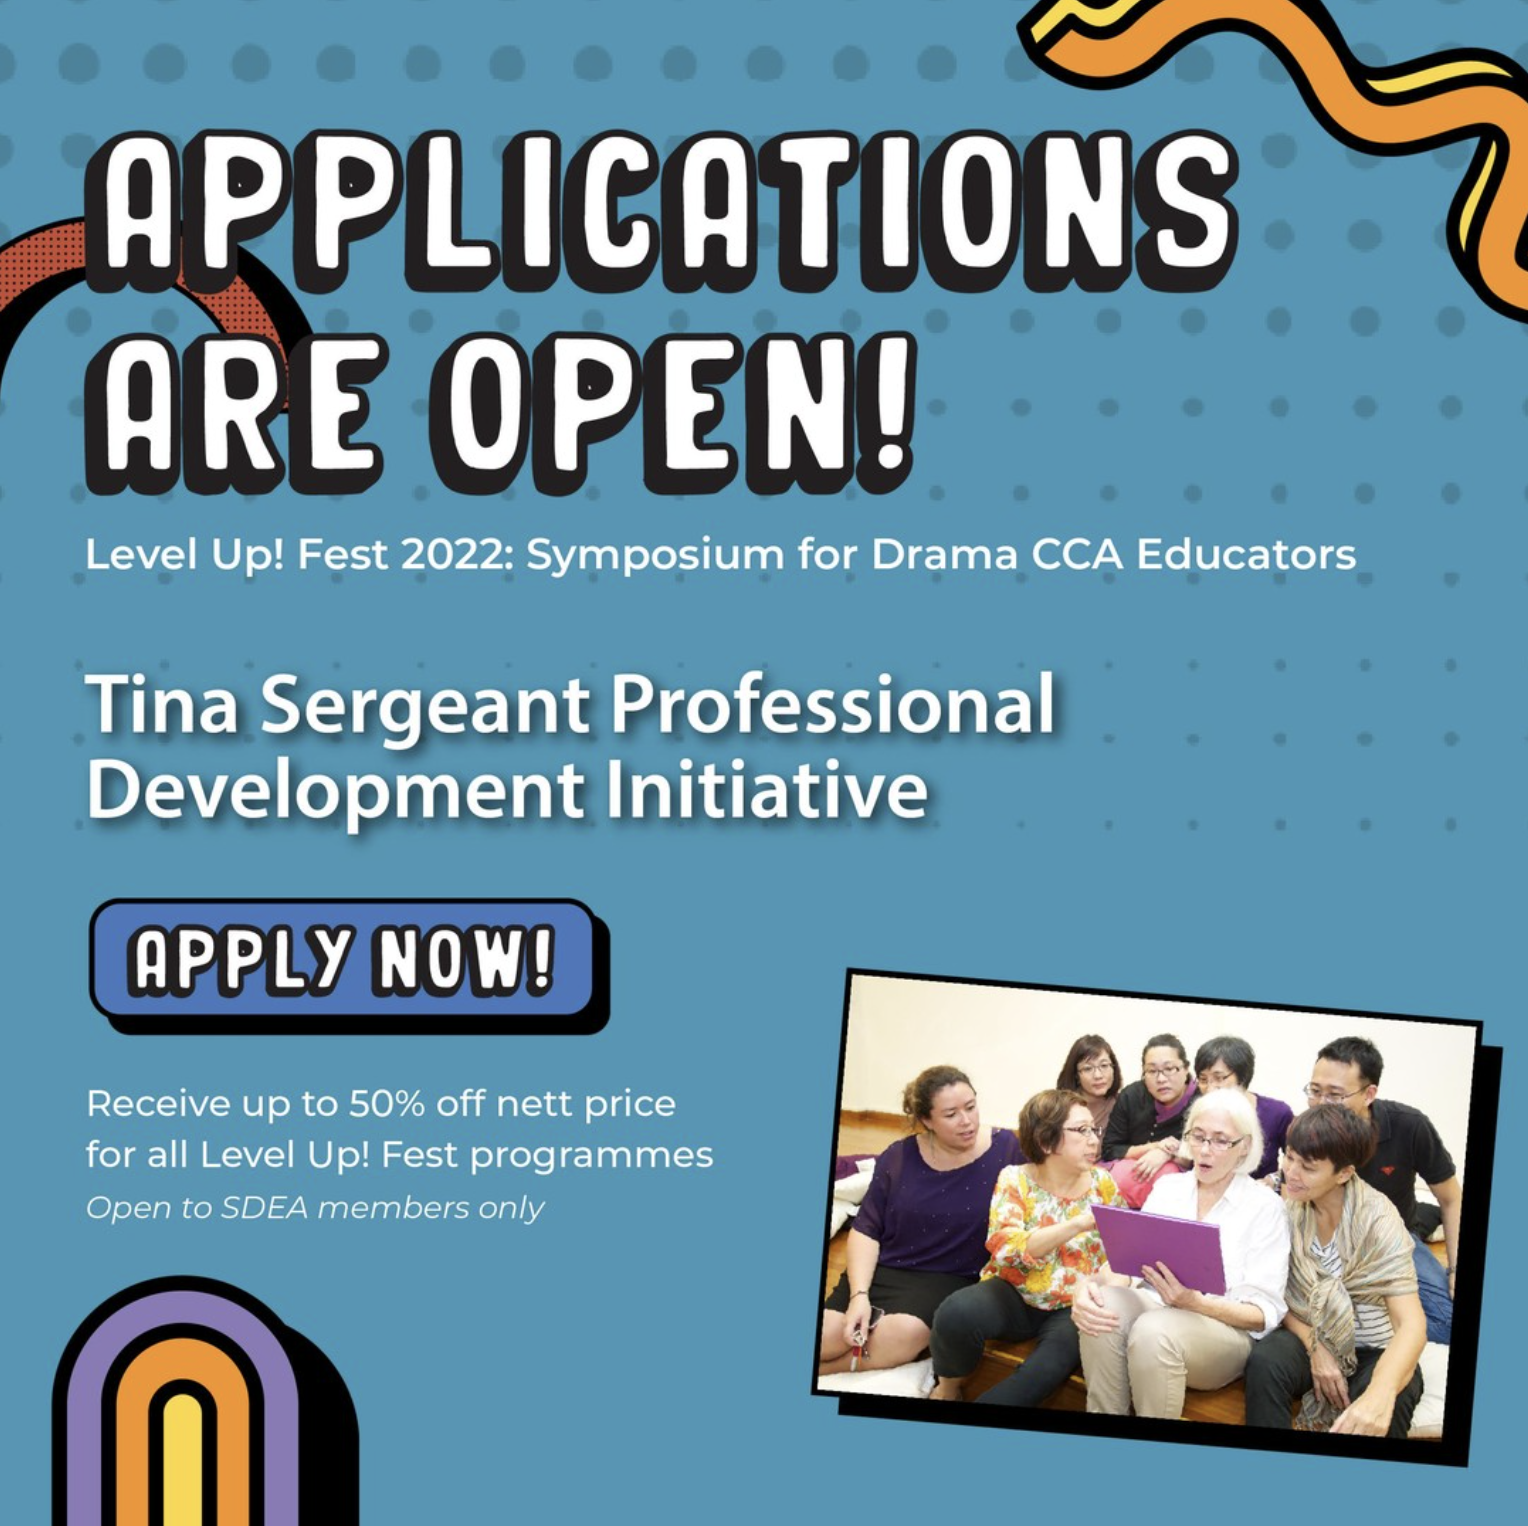 APPLICATIONS
ARE OPEN!
Level Up! Fest 2022: Symposium for Drama CCA Educators
Tina Sergeant Professional
Development Initiative
APPLY NOW!
Receive up to 50% off nett price
for all Level Up! Fest programmes
Open to SDEA members only